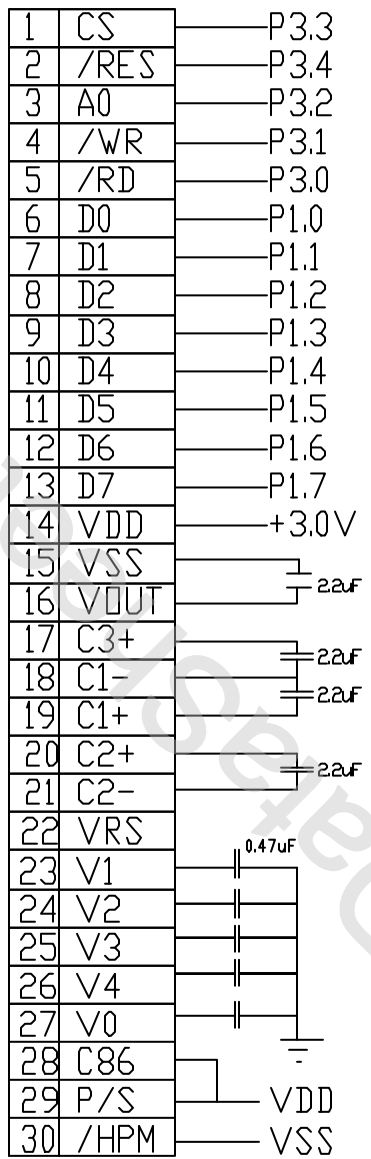 1 CS P3.3
2 /RES P3.4
3 A0 P3.2
4 /WR P3.1
5 /RD P3.0
6 D0 P1.0
7 D1 P1.1
8 D2 P1.2
9 D3 P1.3
10 D4 P1.4
11 D5 P1.5
12 D6 P1.6
13 D7 P1.7
14 VDD +3.0V
15 VSS
2.2uF
16 VOUT
17 C3+
2.2uF
18 C1-
2.2uF
19 C1+
20 C2+
2.2uF
21 C2-
22 VRS
0.47uF
23 V1
24 V2
25 V3
26 V4
27 V0
28 C86
29 P/S VDD
30 /HPM VSS